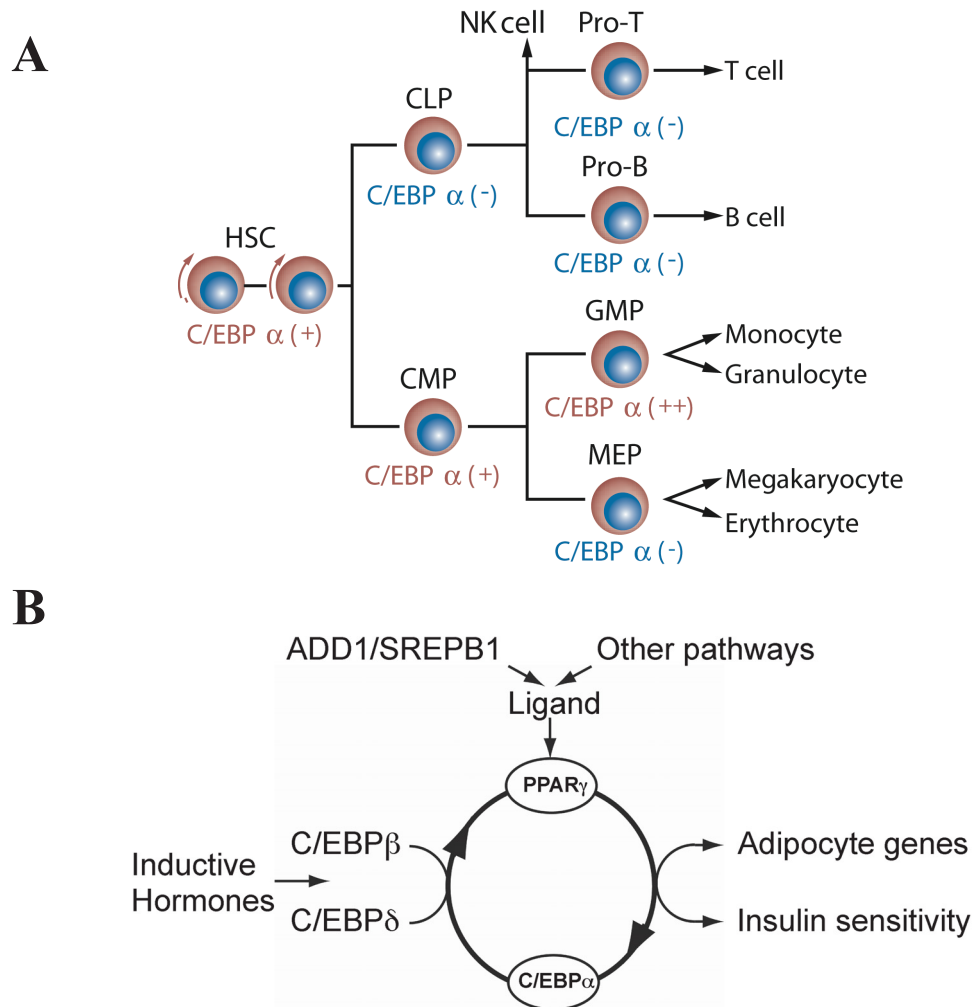 A
NK cell
Pro-T
T cell
C/EBP α (-)
CLP
C/EBP α (-)
Pro-B
B cell
C/EBP α (-)
HSC
C/EBP α (+)
GMP
Monocyte
Granulocyte
C/EBP α (++)
CMP
C/EBP α (+)
MEP
Megakaryocyte
Erythrocyte
C/EBP α (-)
B
ADD1/SREPB1
Other pathways
Ligand
PPARγ
C/EBPβ
Adipocyte genes
Inductive
Hormones
C/EBPδ
Insulin sensitivity
C/EBPα